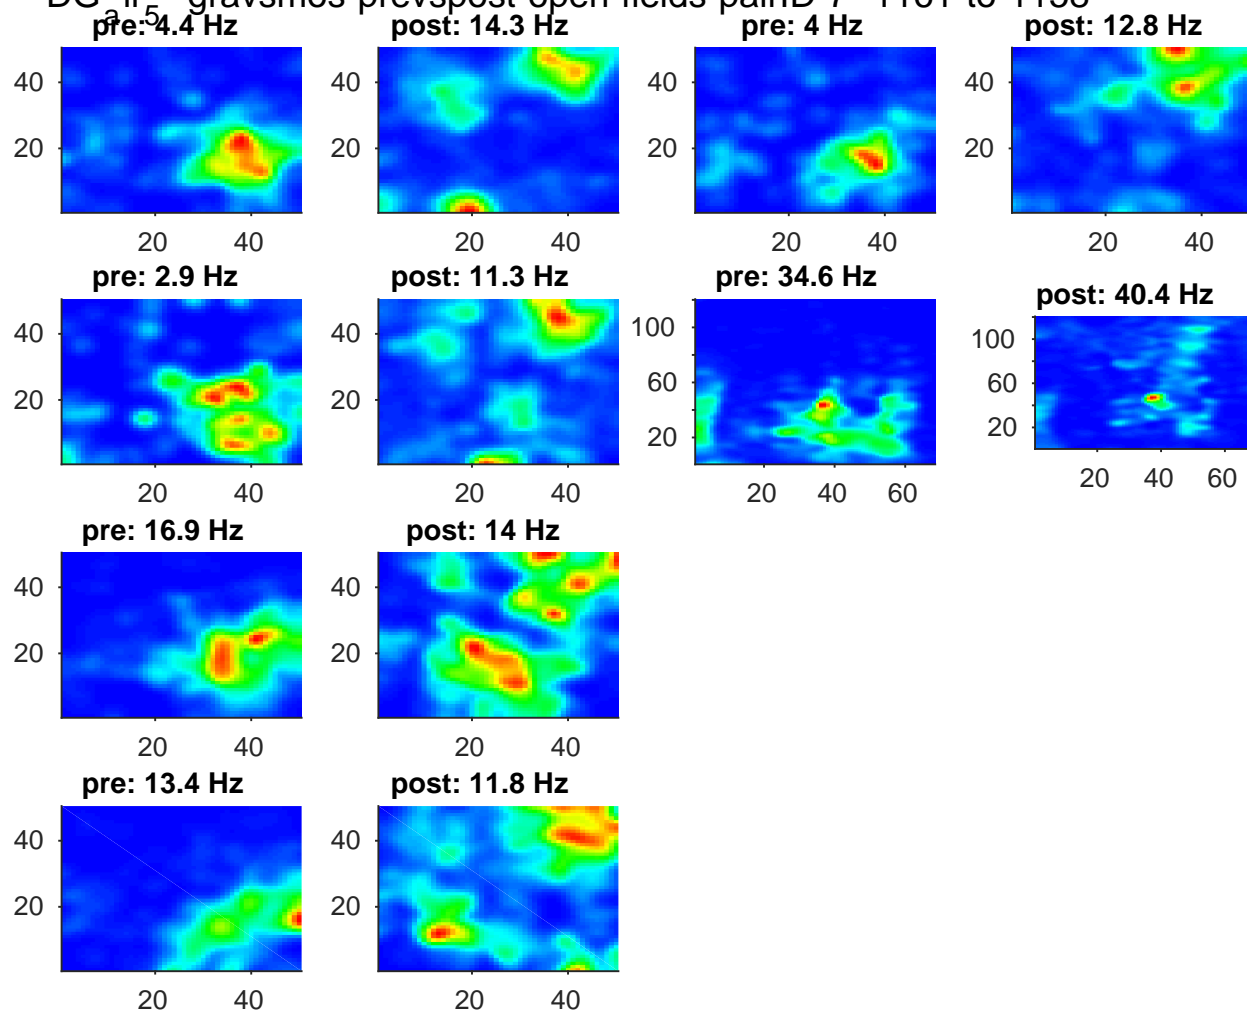 pre: 4.4 Hz post: 14.3 Hz pre: 4 Hz post: 12.8 Hz
40 40 40 40
20 20 20 20
20 40 20 40 20 40 20 40
pre: 2.9 Hz post: 11.3 Hz pre: 34.6 Hz post: 40.4 Hz
40 40 100 100
20 20 60 60
20 20
20 40 20 40 20 40 60 20 40 60
pre: 16.9 Hz post: 14 Hz
40 40
20 20
20 40 20 40
pre: 13.4 Hz post: 11.8 Hz
40 40
20 20
20 40 20 40